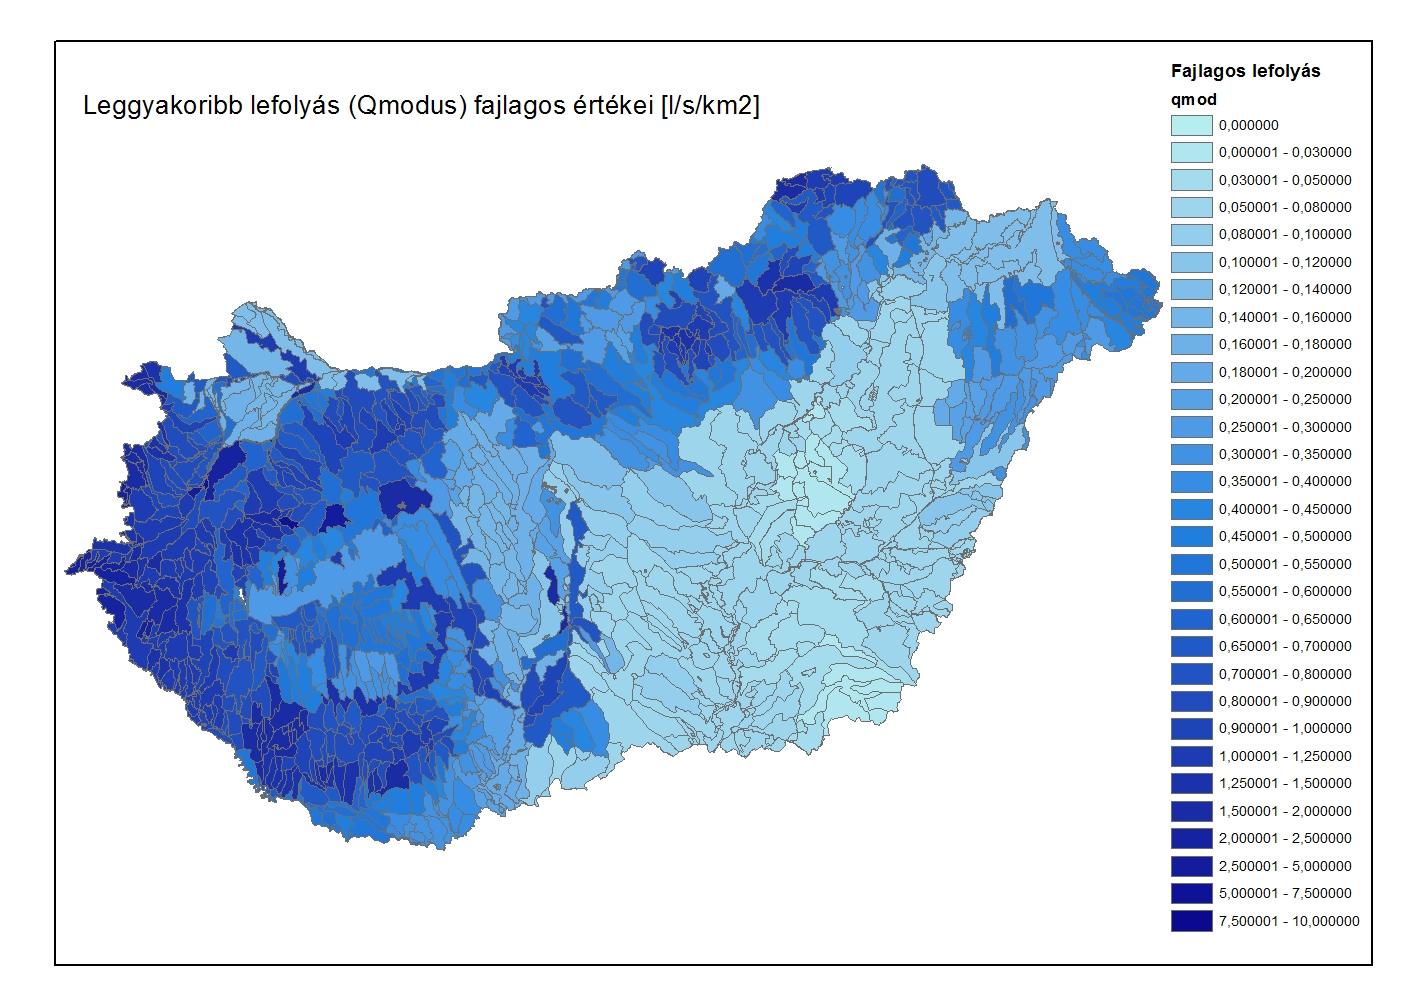 Leggyakoribb lefolyás (Qmodus) fajlagos értékei [l/s/km2]
Fajlagos lefolyás
qmod
0,000000
0,000001 - 0,030000
0,030001 - 0,050000
0,050001 - 0,080000
0,080001 - 0,100000
0,100001 - 0,120000
0,120001 - 0,140000
0,140001 - 0,160000
0,160001 - 0,180000
0,180001 - 0,200000
0,200001 - 0,250000
0,250001 - 0,300000
0,300001 - 0,350000
0,350001 - 0,400000
0,400001 - 0,450000
0,450001 - 0,500000
0,500001 - 0,550000
0,550001 - 0,600000
0,600001 - 0,650000
0,650001 - 0,700000
0,700001 - 0,800000
0,800001 - 0,900000
0,900001 - 1,000000
1,000001 - 1,250000
1,250001 - 1,500000
1,500001 - 2,000000
2,000001 - 2,500000
2,500001 - 5,000000
5,000001 - 7,500000
7,500001 - 10,000000